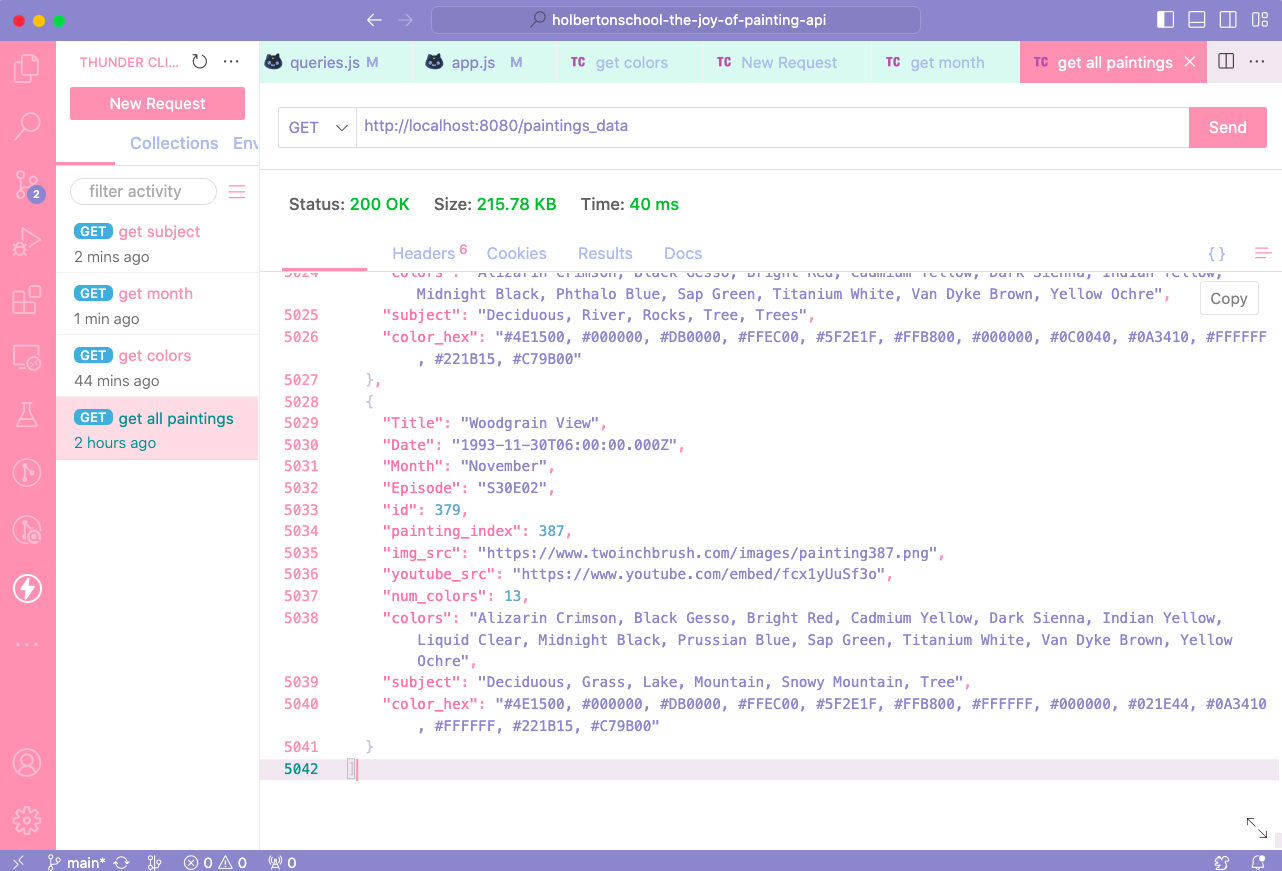 holbertonschool-the-joy-of-painting-api
THUNDER CLI... ···
queries.js M
app.js M
TC get colors
TC New Request
TC get month
TC get all paintings
New Request
Collections Env
filter activity
2
GET get subject
2 mins ago
GET get month
1 min ago
GET get colors
44 mins ago
GET get all paintings
2 hours ago
GET http://localhost:8080/paintings_data Send
Status: 200 OK Size: 215.78 KB Time: 40 ms
Headers 6 Cookies Results Docs {}
Copy
5024 "colors": "Alizarin Crimson, Black Gesso, Bright Red, Cadmium Yellow, Dark Sienna, Indian Yellow,
Midnight Black, Phthalo Blue, Sap Green, Titanium White, Van Dyke Brown, Yellow Ochre",
5025 "subject": "Deciduous, River, Rocks, Tree, Trees",
5026 "color_hex": "#4E1500, #000000, #DB0000, #FFEC00, #5F2E1F, #FFB800, #000000, #0C0040, #0A3410, #FFFFFF
, #221B15, #C79B00"
5027 },
5028 {
5029 "Title": "Woodgrain View",
5030 "Date": "1993-11-30T06:00:00.000Z",
5031 "Month": "November",
5032 "Episode": "S30E02",
5033 "id": 379,
5034 "painting_index": 387,
5035 "img_src": "https://www.twoinchbrush.com/images/painting387.png",
5036 "youtube_src": "https://www.youtube.com/embed/fcx1yUuSf3o",
5037 "num_colors": 13,
5038 "colors": "Alizarin Crimson, Black Gesso, Bright Red, Cadmium Yellow, Dark Sienna, Indian Yellow,
Liquid Clear, Midnight Black, Prussian Blue, Sap Green, Titanium White, Van Dyke Brown, Yellow
Ochre",
5039 "subject": "Deciduous, Grass, Lake, Mountain, Snowy Mountain, Tree",
5040 "color_hex": "#4E1500, #000000, #DB0000, #FFEC00, #5F2E1F, #FFB800, #FFFFFF, #000000, #021E44, #0A3410
, #FFFFFF, #221B15, #C79B00"
5041 }
5042 ]
main* 0 0 0